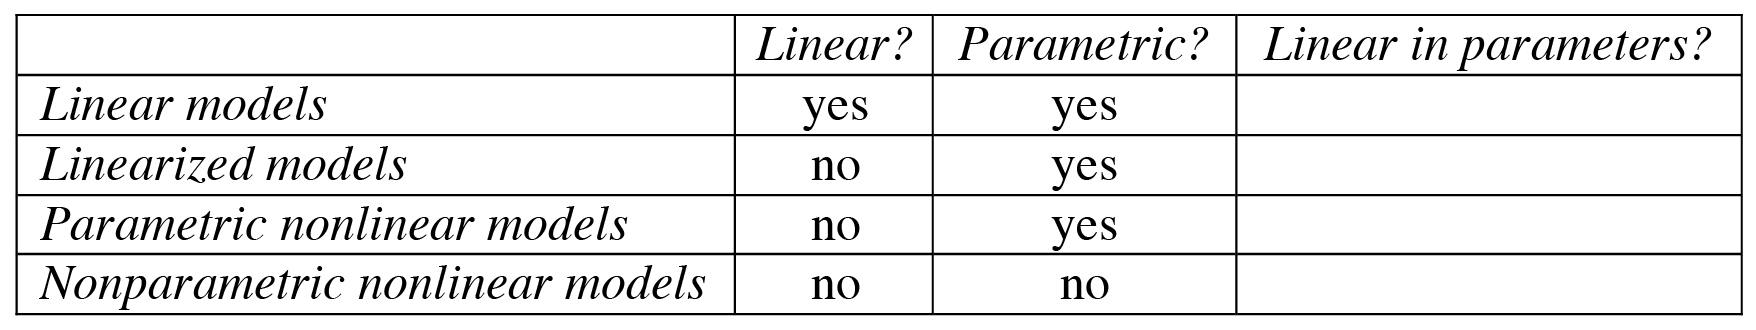 Linear? Parametric? Linear in parameters?
Linear models yes yes
Linearized models no yes
Parametric nonlinear models no yes
Nonparametric nonlinear models no no